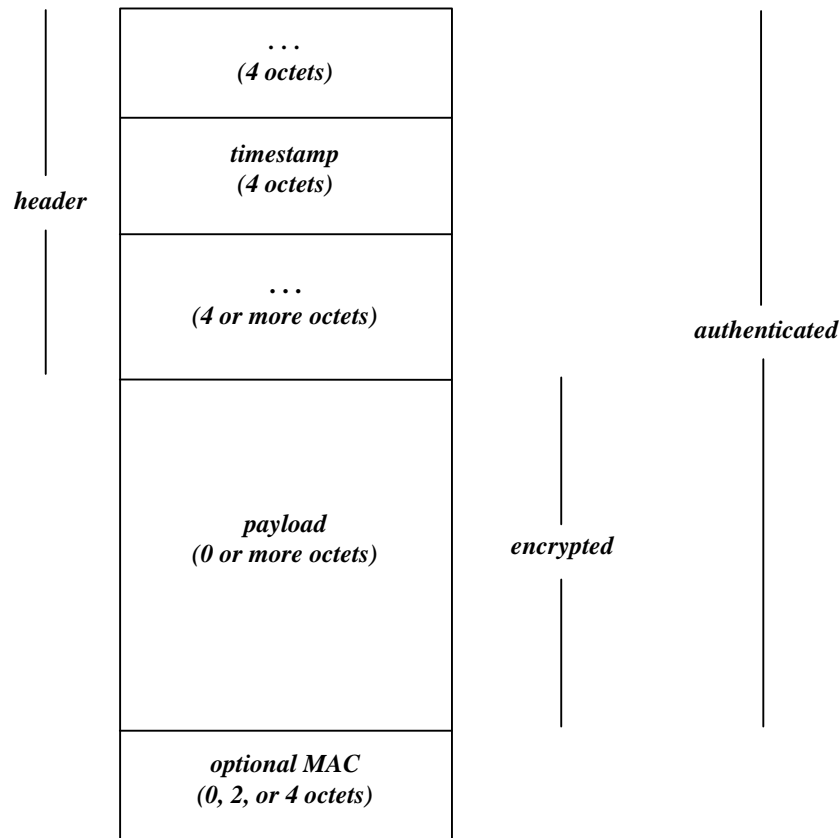 . . .
(4 octets)
timestamp
(4 octets)
header
. . .
(4 or more octets)
authenticated
payload
(0 or more octets)
encrypted
optional MAC
(0, 2, or 4 octets)